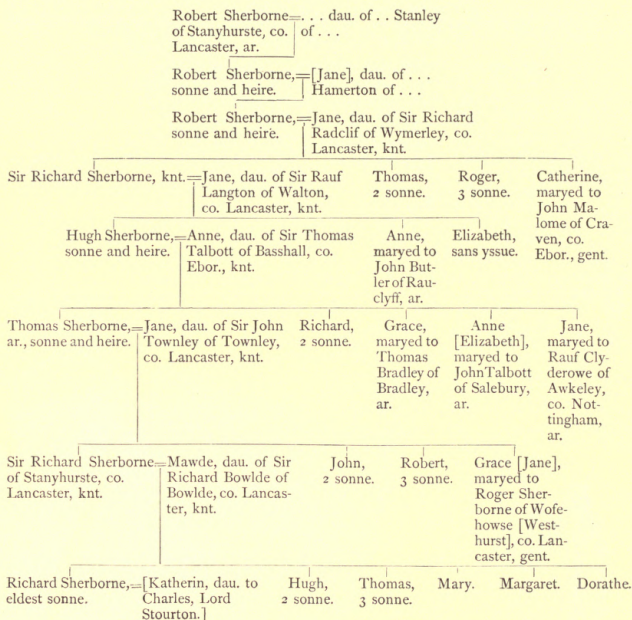 Robert Sherborne=. . . dau. of . . Stanley
of Stanyhurste, co. of . . .
Lancaster, ar.
Robert Sherborne,=[Jane], dau. of . . .
sonne and heire. Hamerton of . . .
Robert Sherborne,=Jane, dau. of Sir Richard
sonne and heire. Radclif of Wymerley, co.
Lancaster, knt.
Sir Richard Sherborne, knt.=Jane, dau. of Sir Rauf
Langton of Walton,
co. Lancaster, knt.
Thomas,
2 sonne.
Roger,
3 sonne.
Catherine,
maryed to
John Ma-
lome of Cra-
ven, co.
Ebor., gent.
Hugh Sherborne,=Anne, dau. of Sir Thomas
sonne and heire. Talbott of Basshall, co.
Ebor., knt.
Anne,
maryed to
John But-
ler of Rau-
clyff, ar.
Elizabeth,
sans yssue.
Thomas Sherborne,=Jane, dau. of Sir John
ar., sonne and heire. Townley of Townley,
co. Lancaster, knt.
Richard,
2 sonne.
Grace,
maryed to
Thomas
Bradley of
Bradley,
ar.
Anne
[Elizabeth],
maryed to
John Talbott
of Salebury,
ar.
Jane,
maryed to
Rauf Cly-
derowe of
Awkeley,
co. Not-
tingham,
ar.
Sir Richard Sherborne=Mawde, dau. of Sir
of Stanyhurste, co. Richard Bowlde of
Lancaster, knt. Bowlde, co. Lancas-
ter, knt.
John,
2 sonne.
Robert,
3 sonne.
Grace [Jane],
maryed to
Roger Sher-
borne of Wofe-
howse [West-
hurst], co. Lan-
caster, gent.
Richard Sherborne,=[Katherin, dau. to
eldest sonne. Charles, Lord
Stourton.]
Hugh,
2 sonne.
Thomas,
3 sonne.
Mary.
Margaret.
Dorathe.